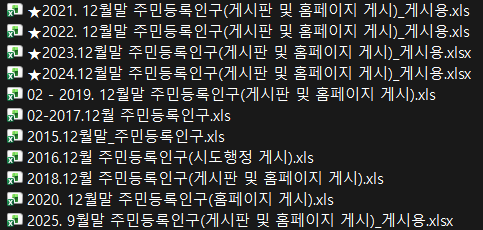 ★2021. 12월말 주민등록인구(게시판 및 홈페이지 게시)_게시용.xls
★2022. 12월말 주민등록인구(게시판 및 홈페이지 게시)_게시용.xls
★2023.12월말 주민등록인구(게시판 및 홈페이지 게시)_게시용.xlsx
★2024.12월말 주민등록인구(게시판 및 홈페이지 게시)_게시용.xlsx
02 - 2019. 12월말 주민등록인구(게시판 및 홈페이지 게시).xls
02-2017.12월 주민등록인구.xls
2015.12월말_주민등록인구.xls
2016.12월 주민등록인구(시도행정 게시).xls
2018.12월 주민등록인구(게시판 및 홈페이지 게시).xls
2020. 12월말 주민등록인구(홈페이지 게시).xls
2025. 9월말 주민등록인구(게시판 및 홈페이지 게시)_게시용.xlsx